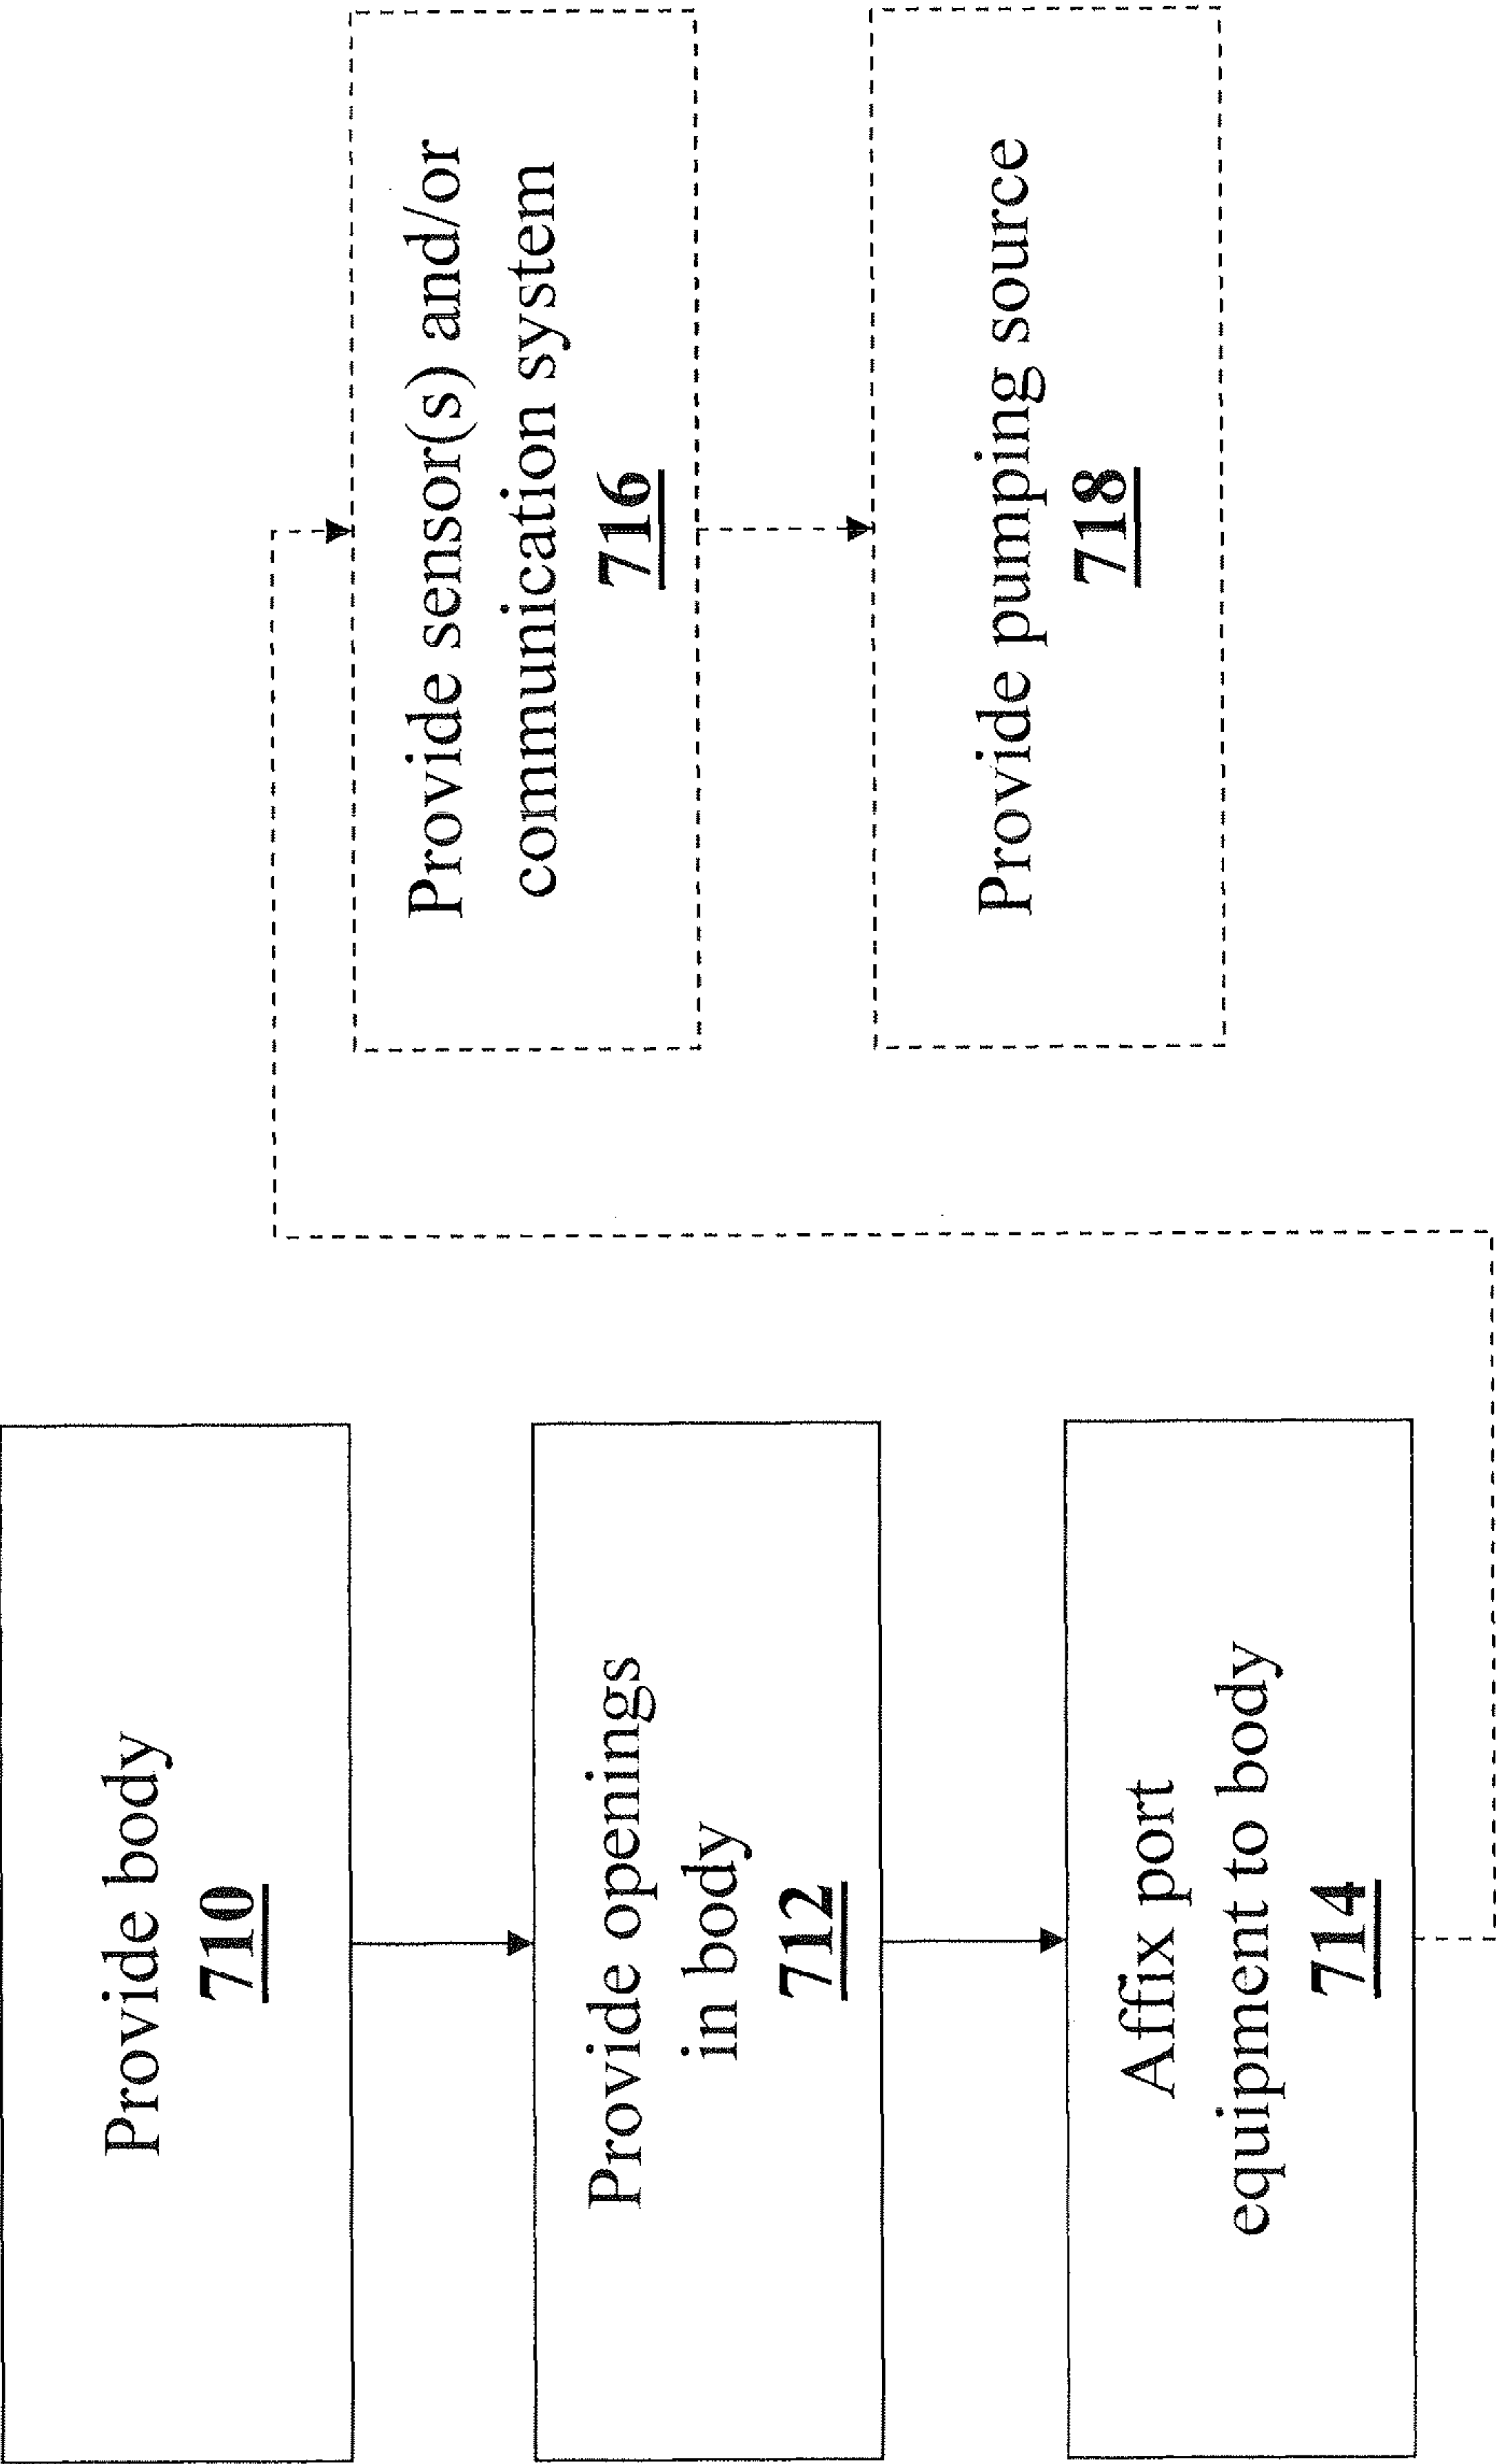 Provide body
710
Provide openings
in body
712
Affix port
equipment to body
714
Provide sensor(s) and/or
communication system
716
Provide pumping source
718